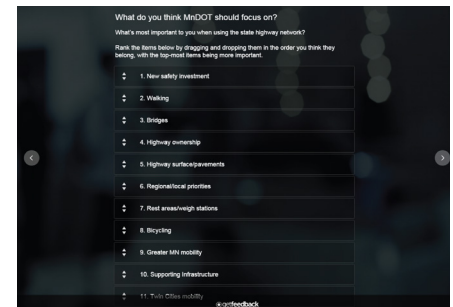 What do you think MnDOT should focus on?
What's most important to you when using the state highway network?
Rank the items below by dragging and dropping them in the order you think they
belong, with the top-most items being more important.
1. New safety investment
2. Walking
3. Bridges
4. Highway ownership
5. Highway surface/pavements
6. Regional/local priorities
7. Rest areas/weigh stations
8. Bicycling
9. Greater MN mobility
10. Supporting Infrastructure
11. Twin Cities mobility
getfeedback